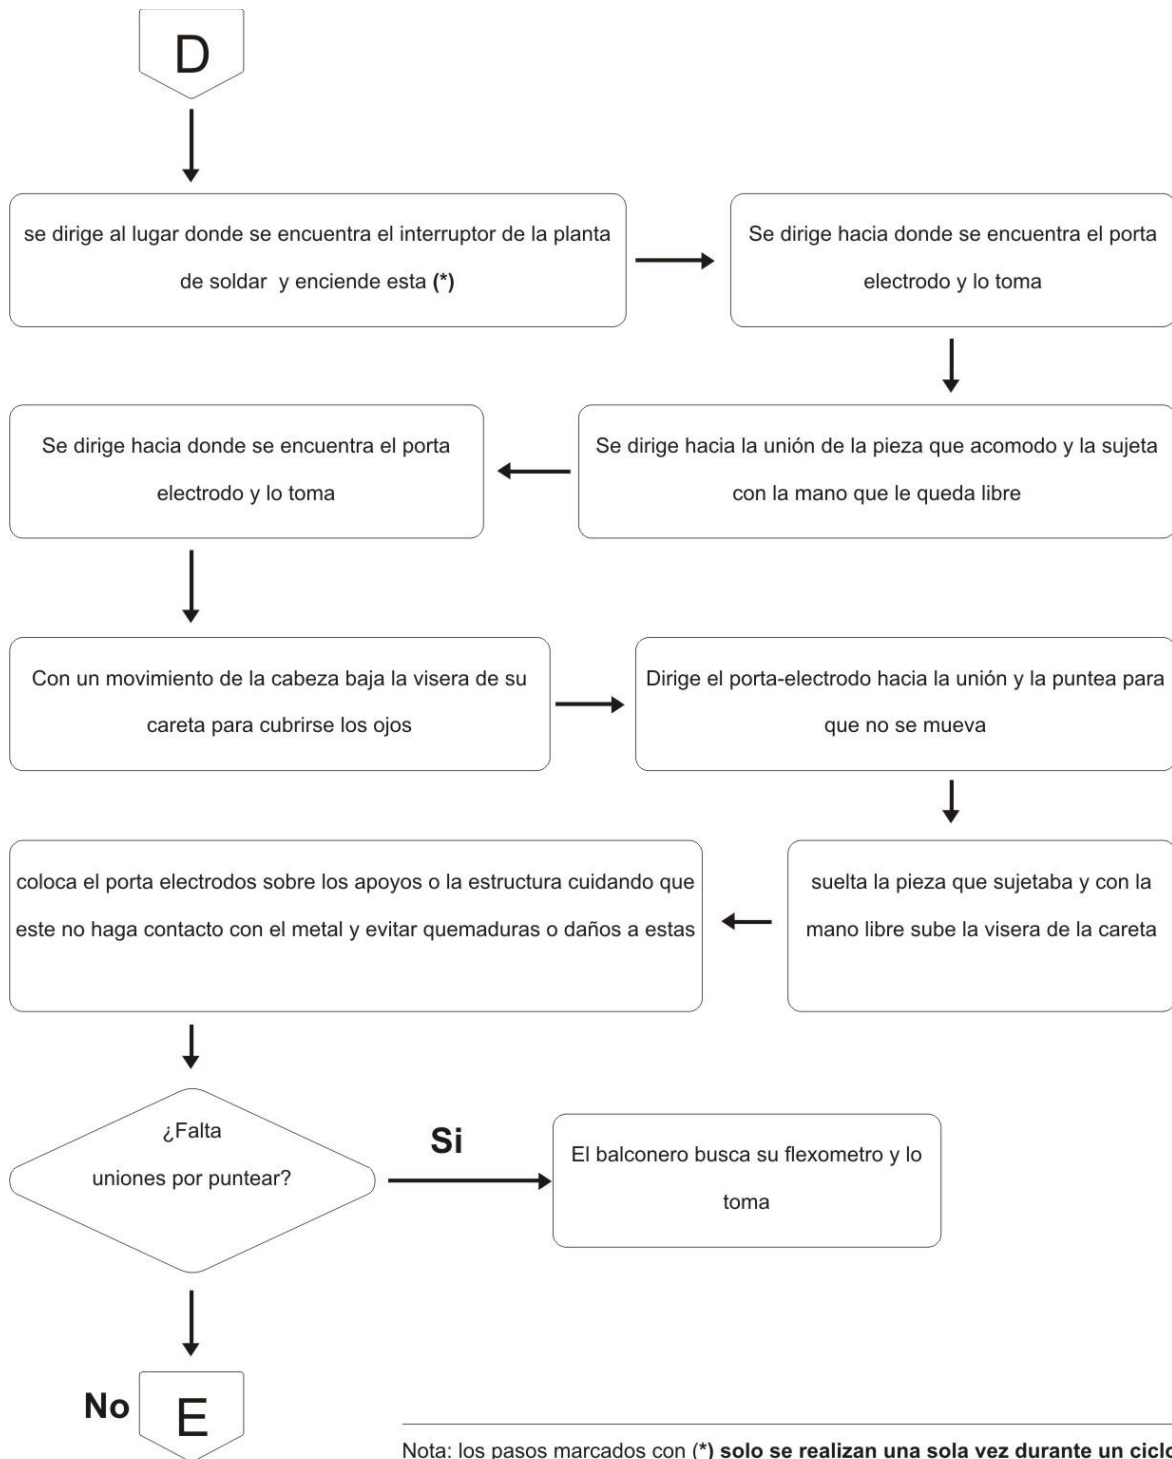 D
se dirige al lugar donde se encuentra el interruptor de la planta
de soldar y enciende esta (*)
Se dirige hacia donde se encuentra el porta
electrodo y lo toma
Se dirige hacia la unión de la pieza que acomodo y la sujeta
con la mano que le queda libre
Se dirige hacia donde se encuentra el porta
electrodo y lo toma
Con un movimiento de la cabeza baja la visera de su
careta para cubrirse los ojos
Dirige el porta-electrodo hacia la unión y la puntea para
que no se mueva
suelta la pieza que sujetaba y con la
mano libre sube la visera de la careta
coloca el porta electrodos sobre los apoyos o la estructura cuidando que
este no haga contacto con el metal y evitar quemaduras o daños a estas
¿Falta
uniones por puntear?
Si
El balconero busca su flexometro y lo
toma
No
E
Nota: los pasos marcados con (*) solo se realizan una sola vez durante un ciclo